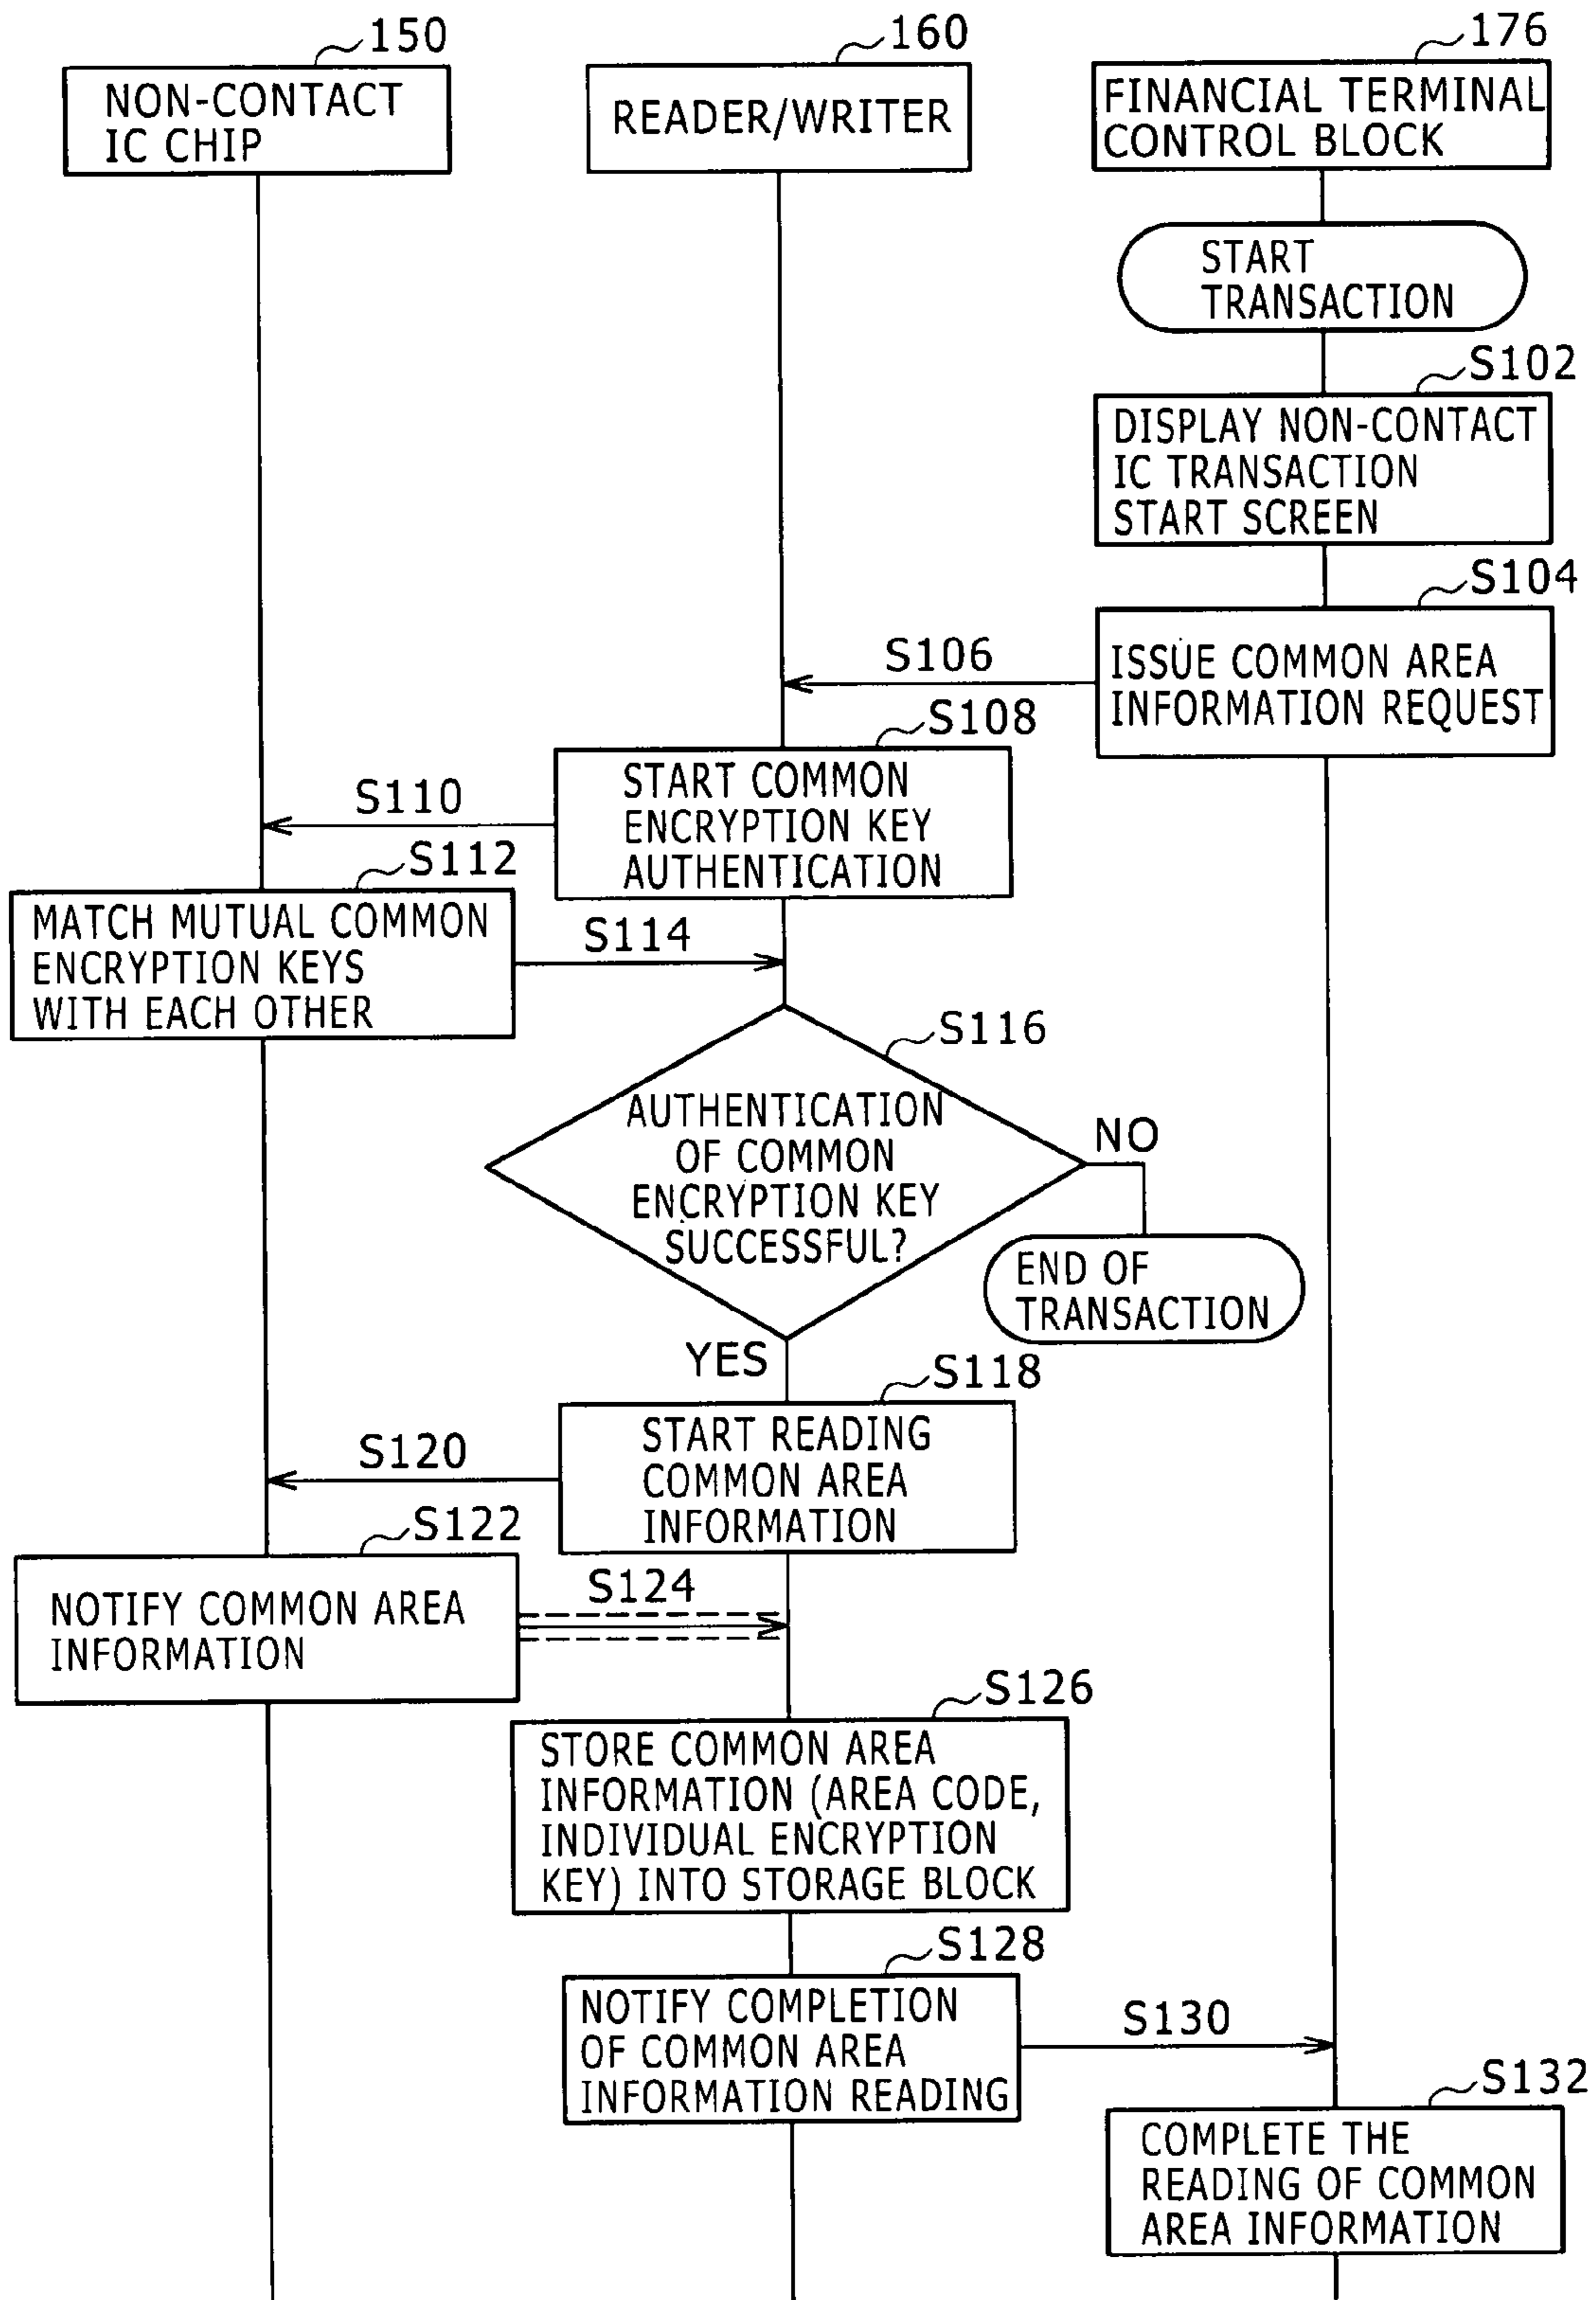 150
NON-CONTACT
IC CHIP
160
READER/WRITER
176
FINANCIAL TERMINAL
CONTROL BLOCK
START
TRANSACTION
S102
DISPLAY NON-CONTACT
IC TRANSACTION
START SCREEN
S104
ISSUE COMMON AREA
INFORMATION REQUEST
S106
S108
START COMMON
ENCRYPTION KEY
AUTHENTICATION
S110
S112
MATCH MUTUAL COMMON
ENCRYPTION KEYS
WITH EACH OTHER
S114
S116
AUTHENTICATION
OF COMMON
ENCRYPTION KEY
SUCCESSFUL?
NO
END OF
TRANSACTION
YES
S118
START READING
COMMON AREA
INFORMATION
S120
S122
NOTIFY COMMON AREA
INFORMATION
S124
S126
STORE COMMON AREA
INFORMATION (AREA CODE,
INDIVIDUAL ENCRYPTION
KEY) INTO STORAGE BLOCK
S128
NOTIFY COMPLETION
OF COMMON AREA
INFORMATION READING
S130
S132
COMPLETE THE
READING OF COMMON
AREA INFORMATION